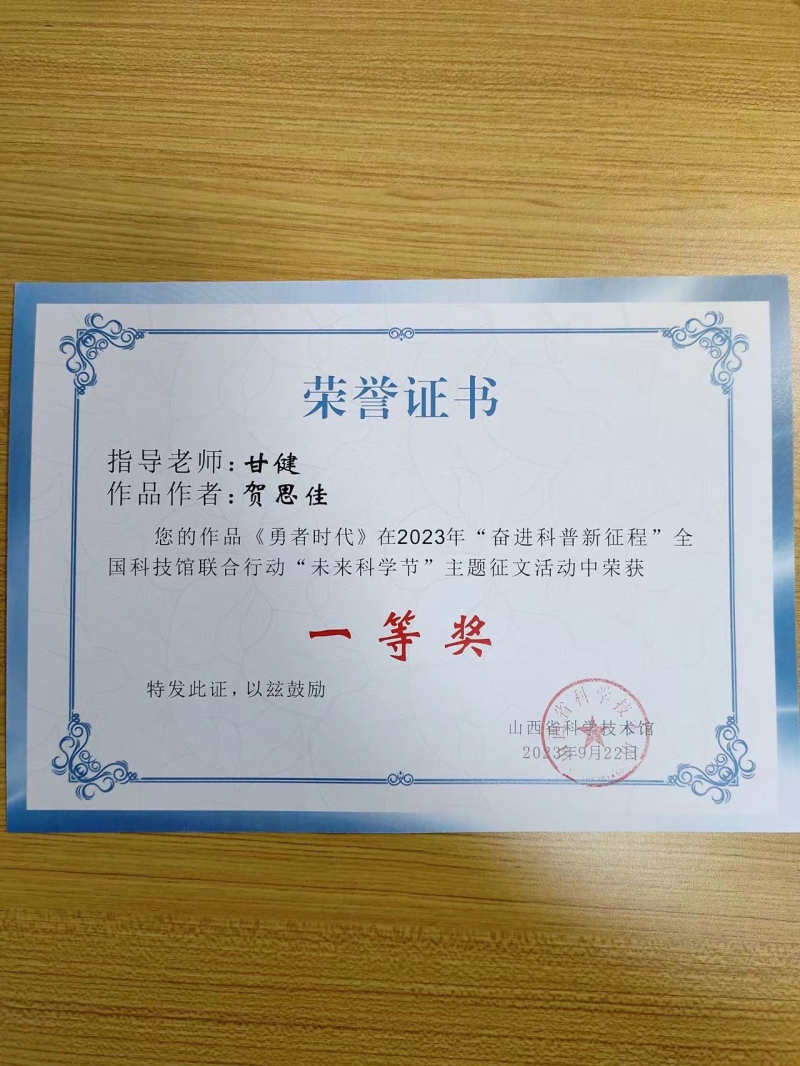 荣誉证书
指导老师：甘健
作品作者：贺思佳
您的作品《勇者时代》在2023年“奋进科普新征程”全
国科技馆联合行动“未来科学节”主题征文活动中荣获
一等奖
特发此证，以兹鼓励
山西省科学技术馆
2023年9月22日